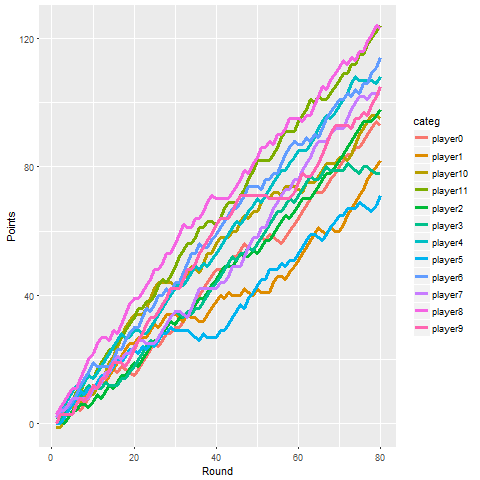 120
80
40
0
Points
0
20
40
60
80
Round
categ
player0
player1
player10
player11
player2
player3
player4
player5
player6
player7
player8
player9